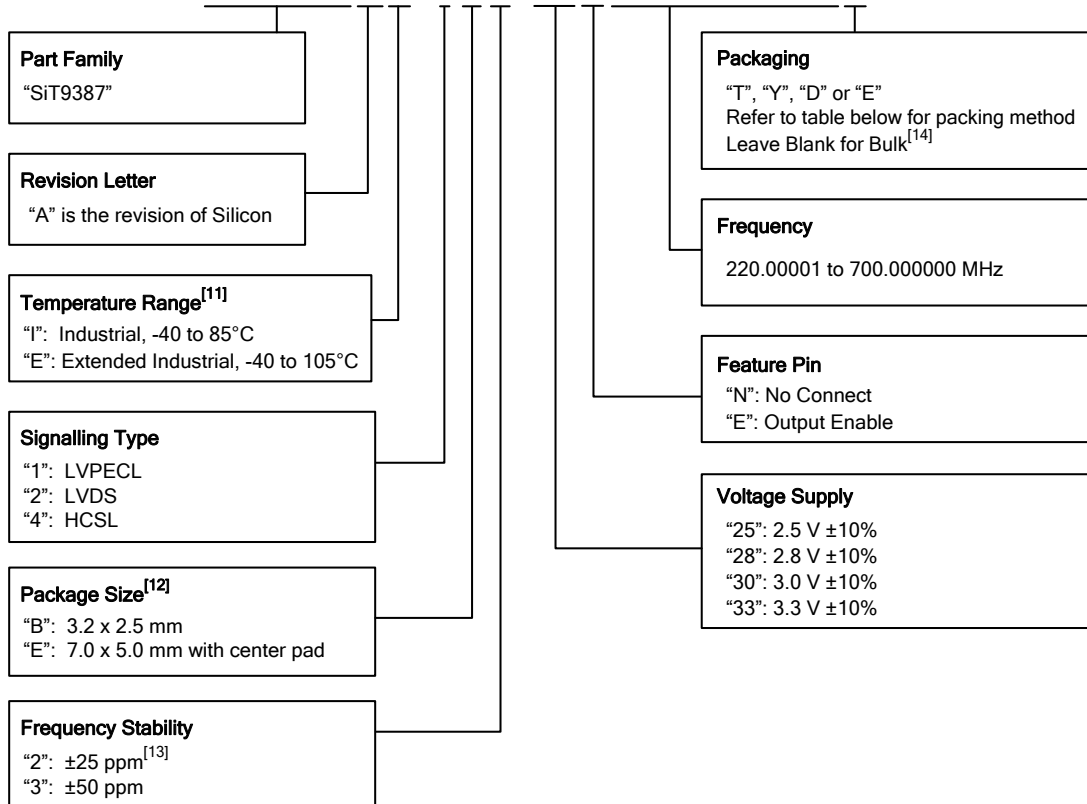 Part Family
“SiT9387”
Revision Letter
“A” is the revision of Silicon
Temperature Range[11]
“I”: Industrial, -40 to 85°C
“E”: Extended Industrial, -40 to 105°C
Signalling Type
“1”: LVPECL
“2”: LVDS
“4”: HCSL
Package Size[12]
“B”: 3.2 x 2.5 mm
“E”: 7.0 x 5.0 mm with center pad
Frequency Stability
“2”: ±25 ppm[13]
“3”: ±50 ppm
Packaging
“T”, “Y”, “D” or “E”
Refer to table below for packing method
Leave Blank for Bulk[14]
Frequency
220.00001 to 700.000000 MHz
Feature Pin
“N”: No Connect
“E”: Output Enable
Voltage Supply
“25”: 2.5 V ±10%
“28”: 2.8 V ±10%
“30”: 3.0 V ±10%
“33”: 3.3 V ±10%